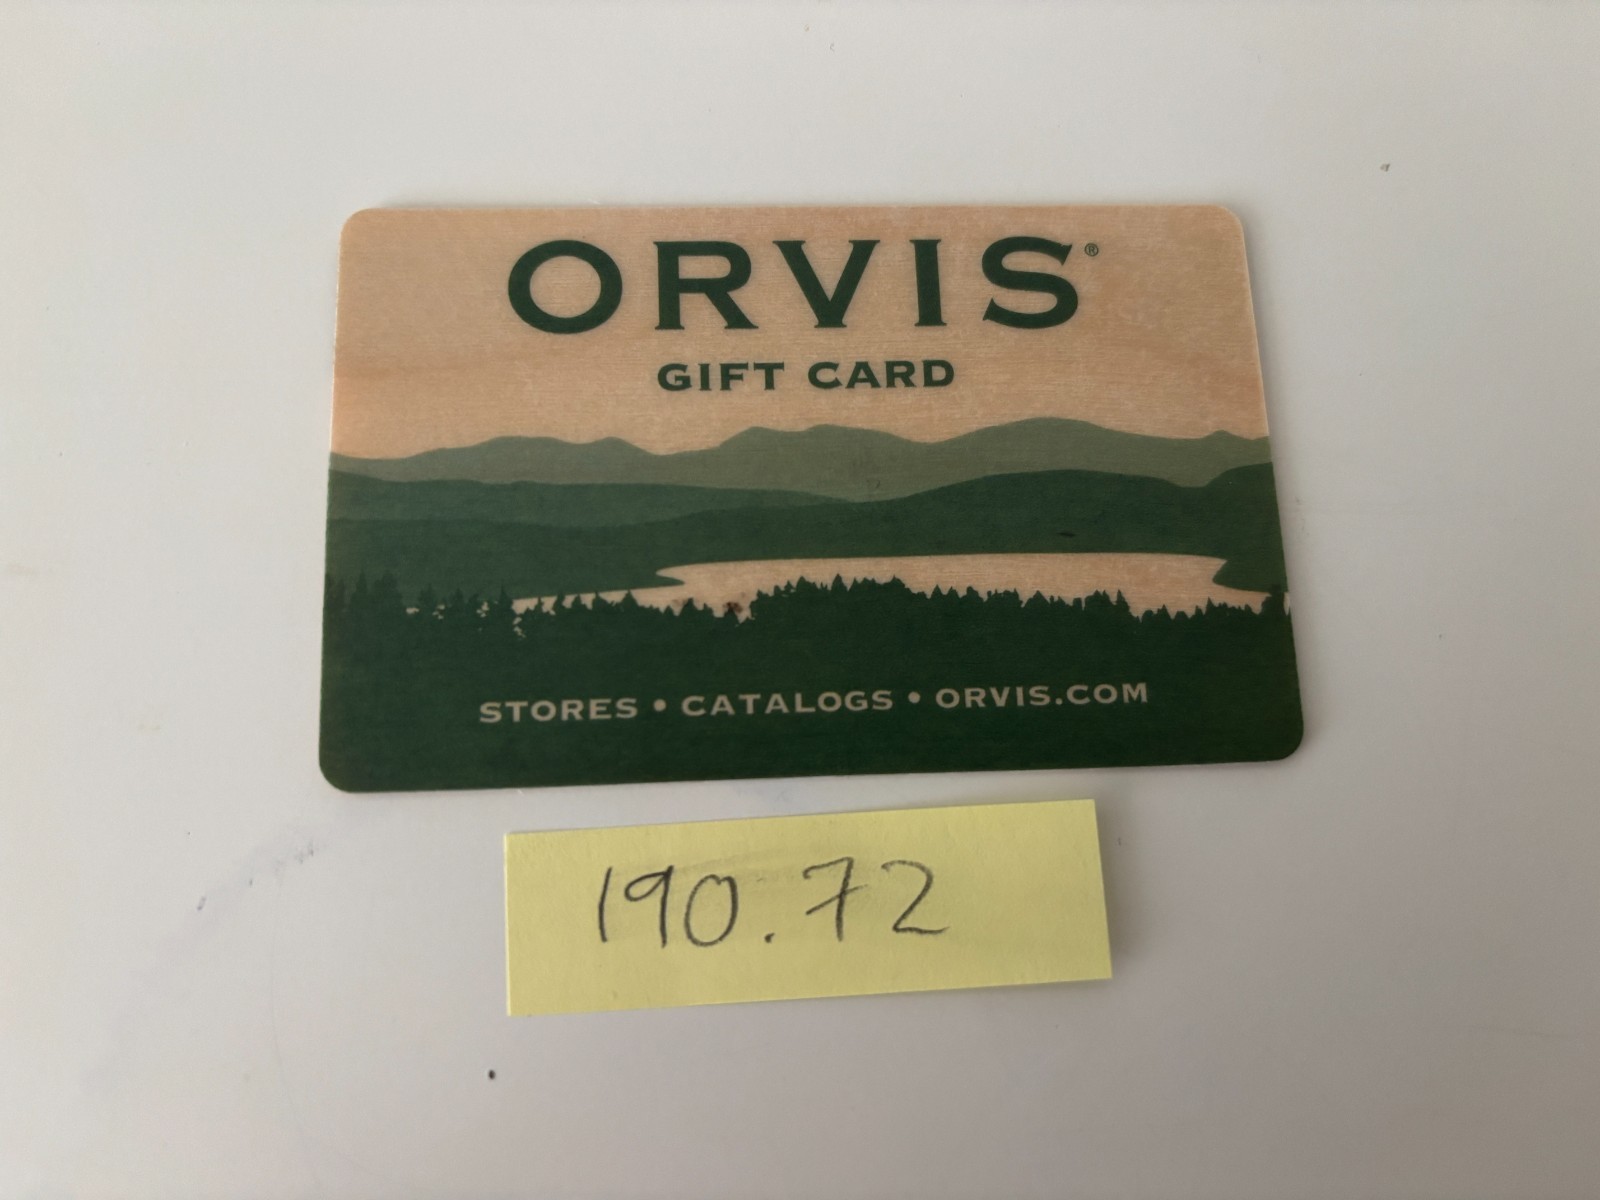 ORVIS®
GIFT CARD
STORES • CATALOGS • ORVIS.COM
190.72